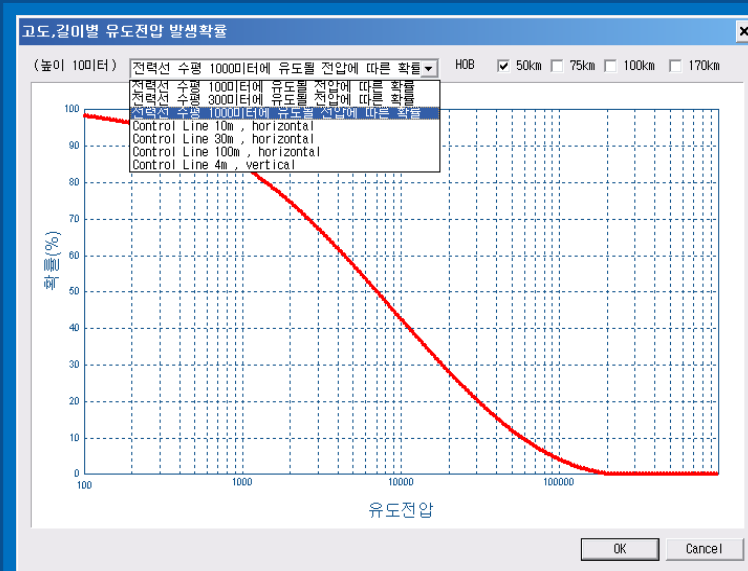 고도,길이별 유도전압 발생확률
(높이 10미터) 전력선 수평 1000미터에 유도될 전압에 따른 확률 HOB 50km 75km 100km 170km
전력선 수평 100미터에 유도될 전압에 따른 확률
전력선 수평 300미터에 유도될 전압에 따른 확률
전력선 수평 1000미터에 유도될 전압에 따른 확률
Control Line 10m , horizontal
Control Line 30m , horizontal
Control Line 100m , horizontal
Control Line 4m , vertical
100
90
80
70
60
50
40
30
20
10
0
확률(%)
100 1000 10000 100000
유도전압
OK Cancel